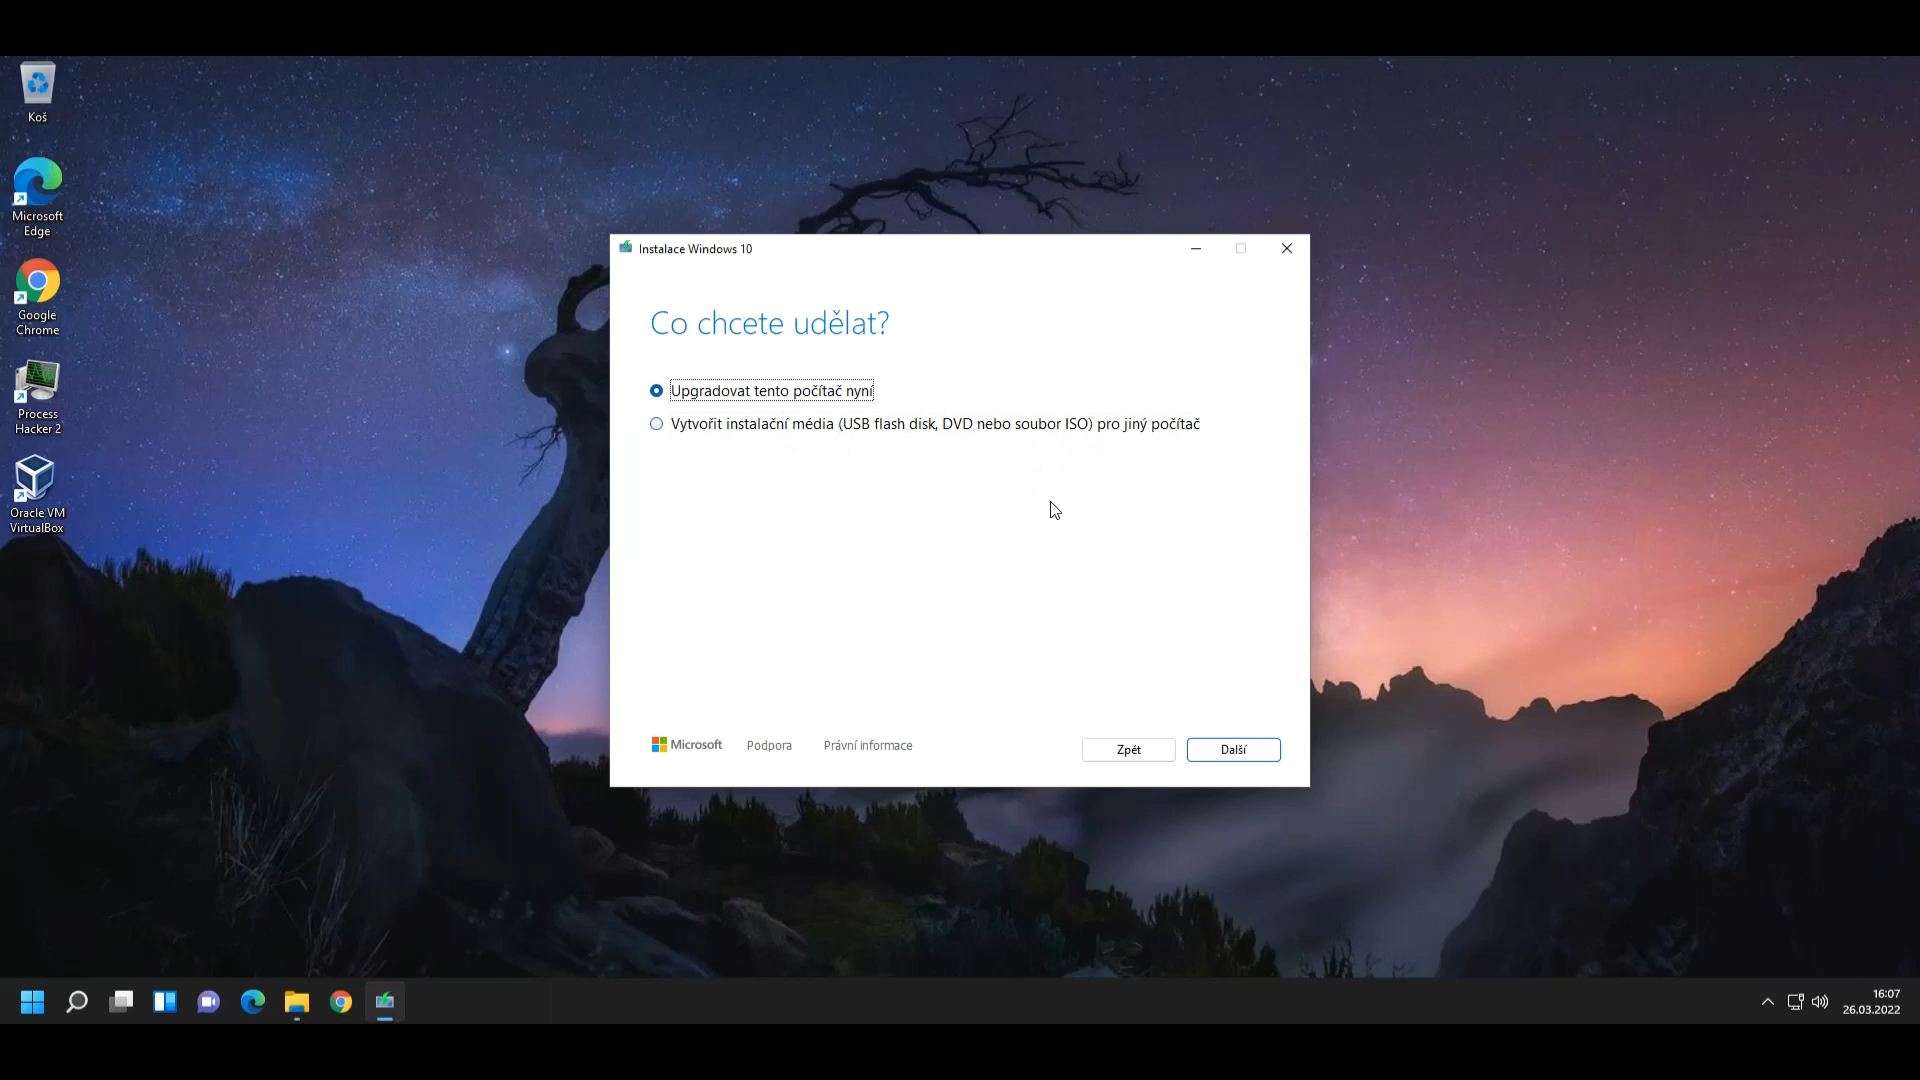 Koš
Microsoft
Edge
Google
Chrome
Process
Hacker 2
Oracle VM
VirtualBox
Instalace Windows 10
Co chcete udělat?
Upgradovat tento počítač nyní
Vytvořit instalační média (USB flash disk, DVD nebo soubor ISO) pro jiný počítač
Microsoft
Podpora
Právní informace
Zpět
Další
16:07
26.03.2022